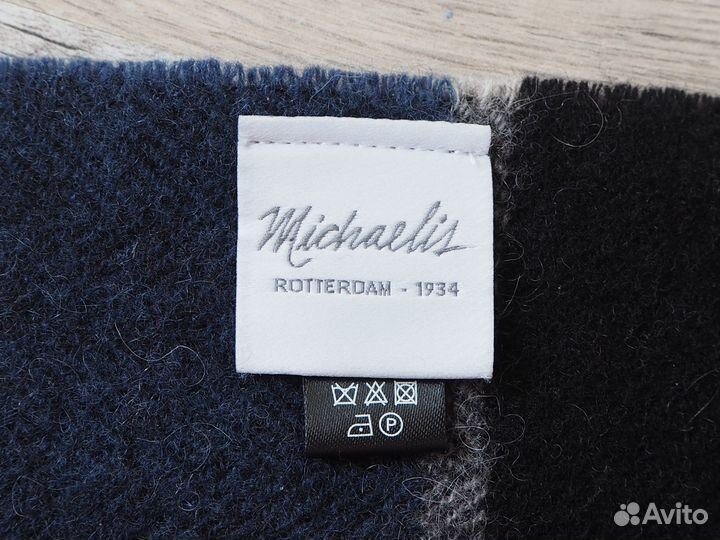 Michaelis
ROTTERDAM - 1934
P
Avito